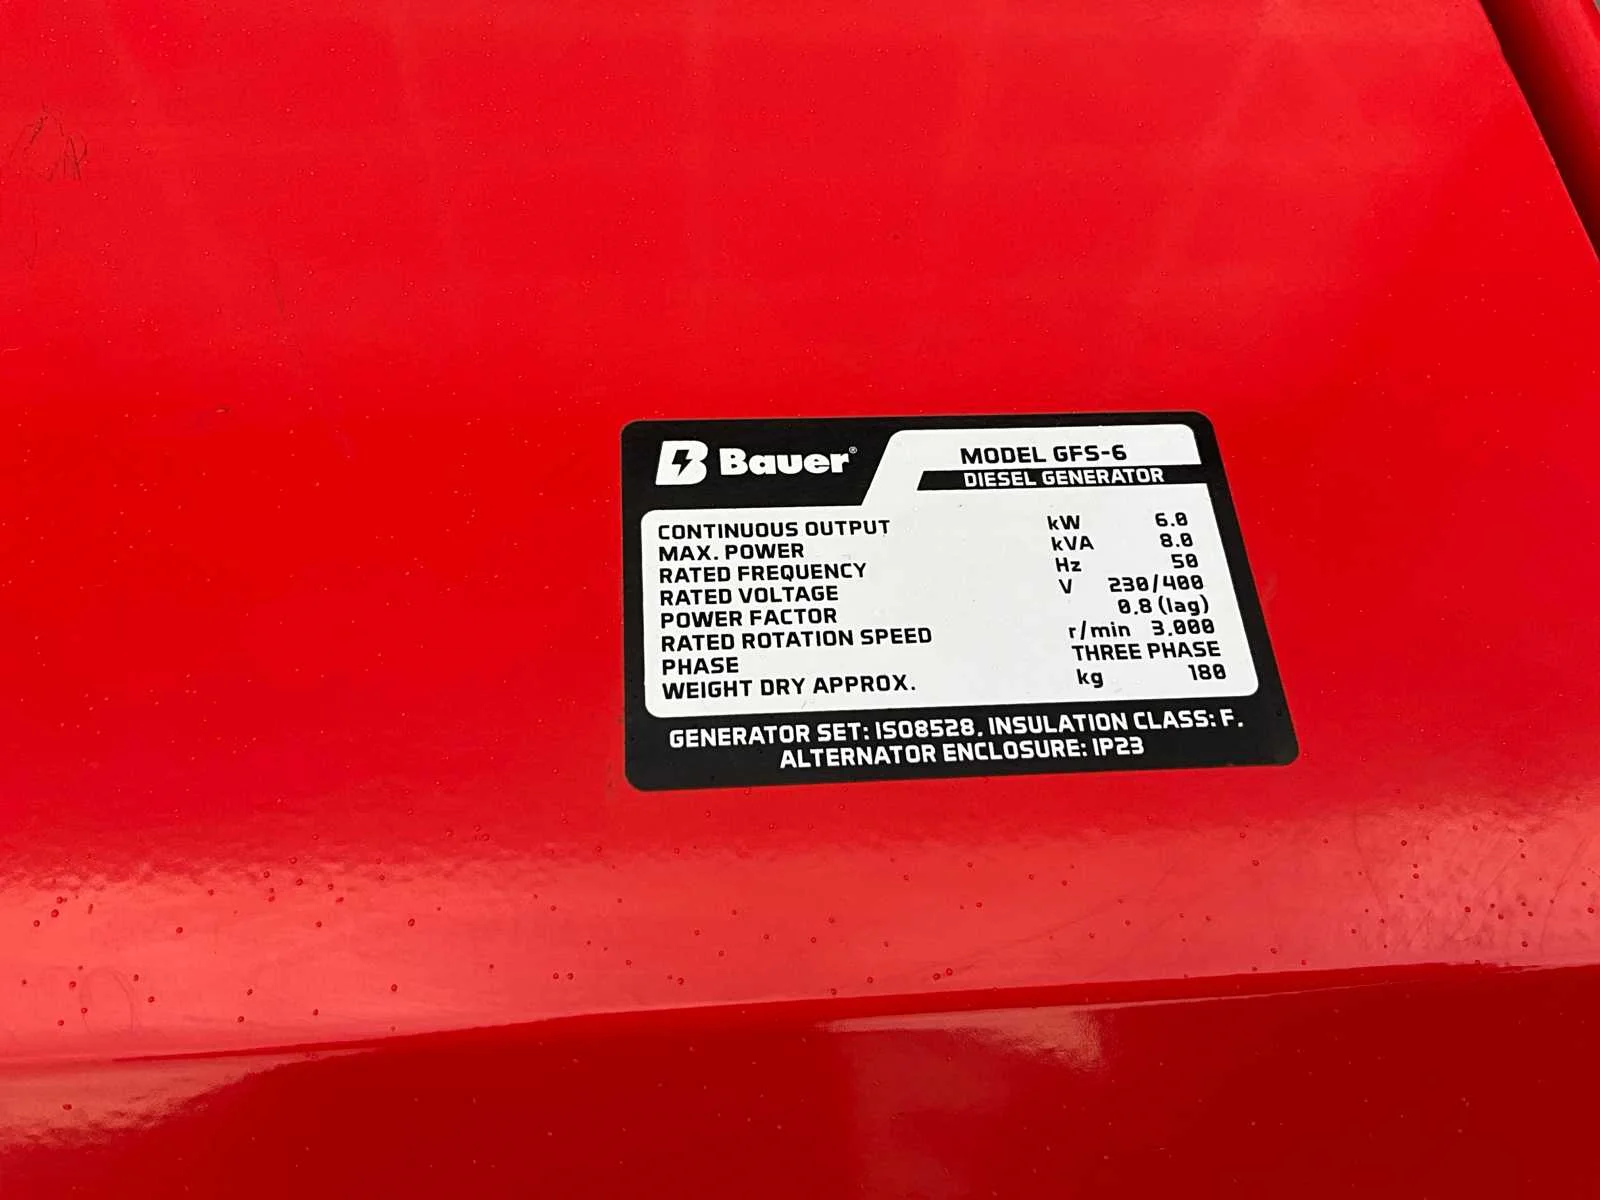 B Bauer®
MODEL GFS-6
DIESEL GENERATOR
CONTINUOUS OUTPUT kW 6.0
MAX. POWER kVA 8.0
RATED FREQUENCY Hz 50
RATED VOLTAGE V 230/400
POWER FACTOR 0.8 (lag)
RATED ROTATION SPEED r/min 3.000
PHASE THREE PHASE
WEIGHT DRY APPROX. kg 180
GENERATOR SET: ISO8528. INSULATION CLASS: F.
ALTERNATOR ENCLOSURE: IP23